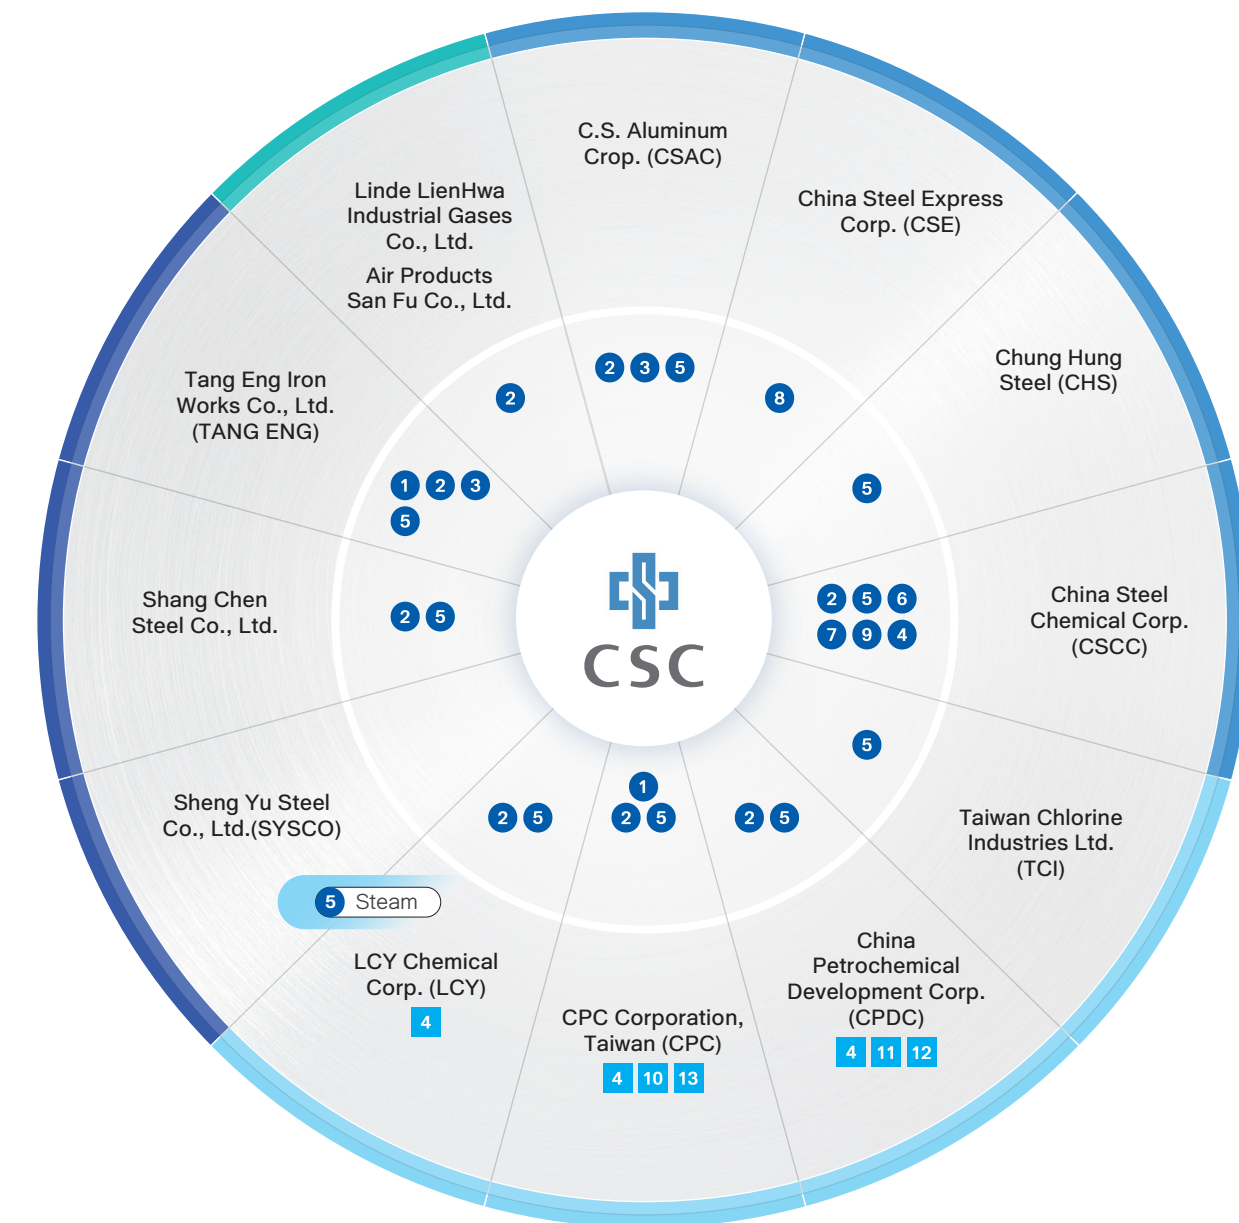 C.S. Aluminum
Crop. (CSAC)
2 3 5
China Steel Express
Corp. (CSE)
8
Chung Hung
Steel (CHS)
5
China Steel
Chemical Corp.
(CSCC)
2 5 6
7 9 4
Taiwan Chlorine
Industries Ltd.
(TCI)
5
China
Petrochemical
Development Corp.
(CPDC)
4 11 12
2 5
CPC Corporation,
Taiwan (CPC)
4 10 13
1
2 5
LCY Chemical
Corp. (LCY)
4
2 5
5 Steam
Sheng Yu Steel
Co., Ltd.(SYSCO)
Shang Chen
Steel Co., Ltd.
2 5
Tang Eng Iron
Works Co., Ltd.
(TANG ENG)
1 2 3
5
Linde LienHwa
Industrial Gases
Co., Ltd.
Air Products
San Fu Co., Ltd.
2
CSC